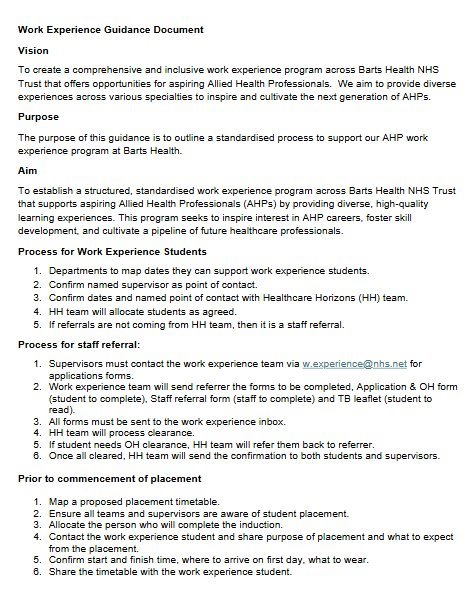 Work Experience Guidance Document
Vision
To create a comprehensive and inclusive work experience program across Barts Health NHS
Trust that offers opportunities for aspiring Allied Health Professionals.  We aim to provide diverse
experiences across various specialties to inspire and cultivate the next generation of AHPs.
Purpose
The purpose of this guidance is to outline a standardised process to support our AHP work
experience program at Barts Health.
Aim
To establish a structured, standardised work experience program across Barts Health NHS Trust
that supports aspiring Allied Health Professionals (AHPs) by providing diverse, high-quality
learning experiences. This program seeks to inspire interest in AHP careers, foster skill
development, and cultivate a pipeline of future healthcare professionals.
Process for Work Experience Students
1. Departments to map dates they can support work experience students.
2. Confirm named supervisor as point of contact.
3. Confirm dates and named point of contact with Healthcare Horizons (HH) team.
4. HH team will allocate students as agreed.
5. If referrals are not coming from HH team, then it is a staff referral.
Process for staff referral:
1. Supervisors must contact the work experience team via w.experience@nhs.net for
applications forms.
2. Work experience team will send referrer the forms to be completed, Application & OH form
(student to complete), Staff referral form (staff to complete) and TB leaflet (student to
read).
3. All forms must be sent to the work experience inbox.
4. HH team will process clearance.
5. If student needs OH clearance, HH team will refer them back to referrer.
6. Once all cleared, HH team will send the confirmation to both students and supervisors.
Prior to commencement of placement
1. Map a proposed placement timetable.
2. Ensure all teams and supervisors are aware of student placement.
3. Allocate the person who will complete the induction.
4. Contact the work experience student and share purpose of placement and what to expect
from the placement.
5. Confirm start and finish time, where to arrive on first day, what to wear.
6. Share the timetable with the work experience student.